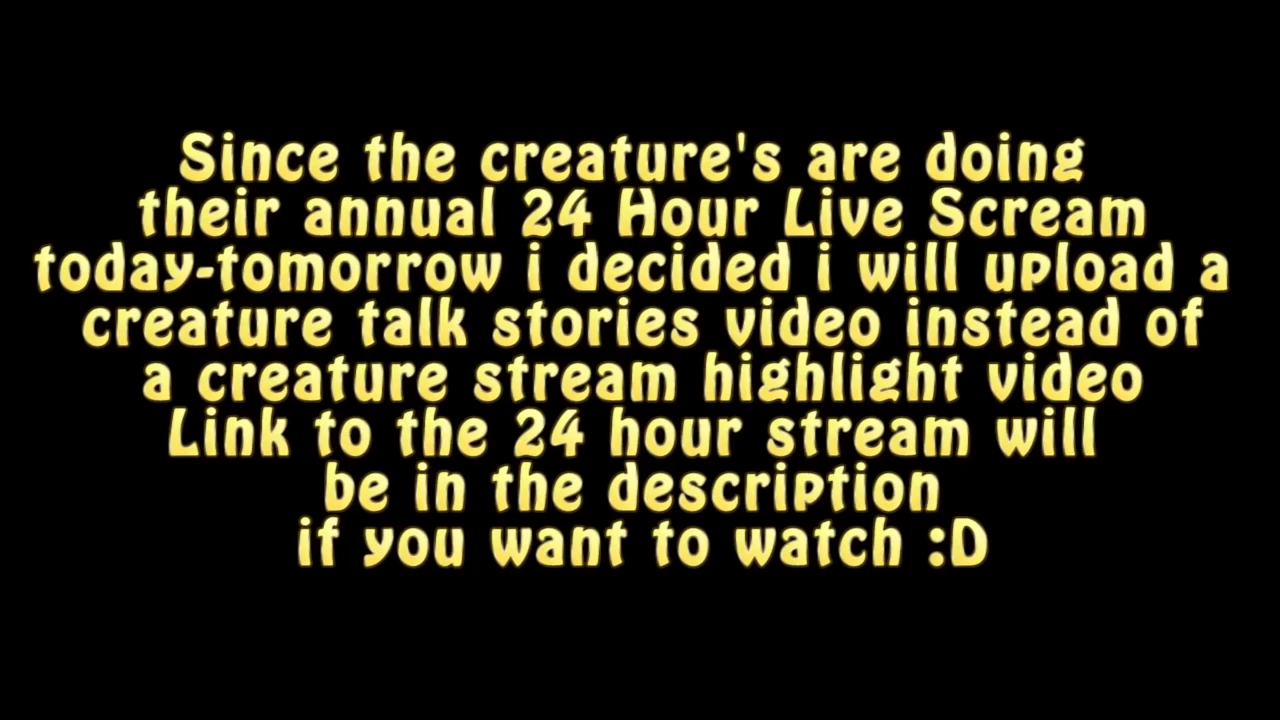 Since the creature's are doing
their annual 24 Hour Live Scream
today-tomorrow i decided i will upload a
creature talk stories video instead of
a creature stream highlight video
Link to the 24 hour stream will
be in the description
if you want to watch :D